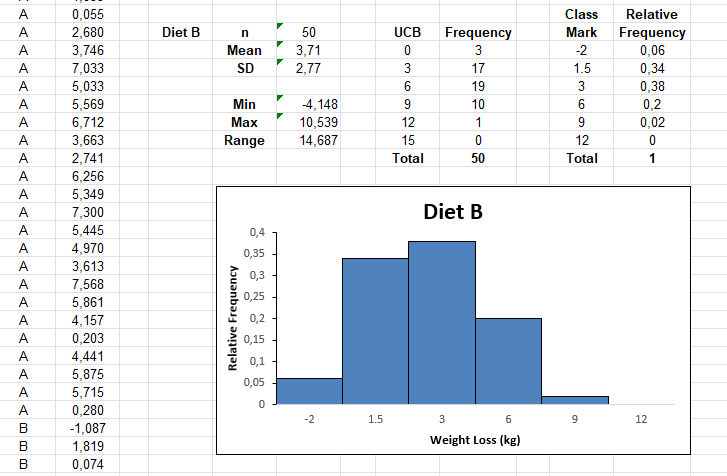 Class Relative
A 0,055
A 2,680 Diet B n 50 UCB Frequency Mark Frequency
A 3,746 Mean 3,71 0 3 -2 0,06
A 7,033 SD 2,77 3 17 1.5 0,34
A 5,033 6 19 3 0,38
A 5,569 Min -4,148 9 10 6 0,2
A 6,712 Max 10,539 12 1 9 0,02
A 3,663 Range 14,687 15 0 12 0
A 2,741 Total 50 Total 1
A 6,256
A 5,349
A 7,300
A 5,445
A 4,970
A 3,613
A 7,568
A 5,861
A 4,157
A 0,203
A 4,441
A 5,875
A 5,715
A 0,280
B -1,087
B 1,819
B 0,074
Diet B
Relative Frequency
0,4
0,35
0,3
0,25
0,2
0,15
0,1
0,05
0
-2 1.5 3 6 9 12
Weight Loss (kg)